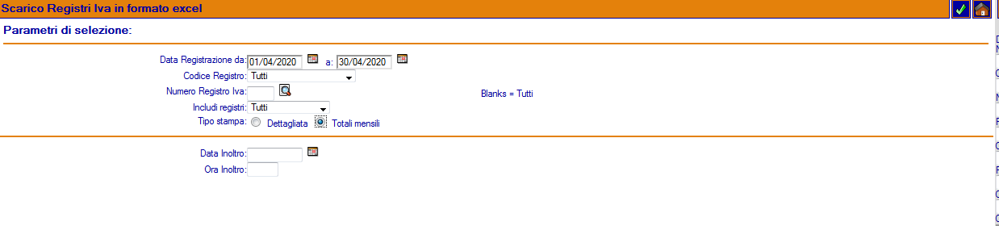 Scarico Registri Iva in formato excel
Parametri di selezione:
Data Registrazione da: 01/04/2020 a: 30/04/2020
Codice Registro: Tutti
Numero Registro Iva: Blanks = Tutti
Includi registri: Tutti
Tipo stampa: Dettagliata Totali mensili
Data Inoltro:
Ora Inoltro: